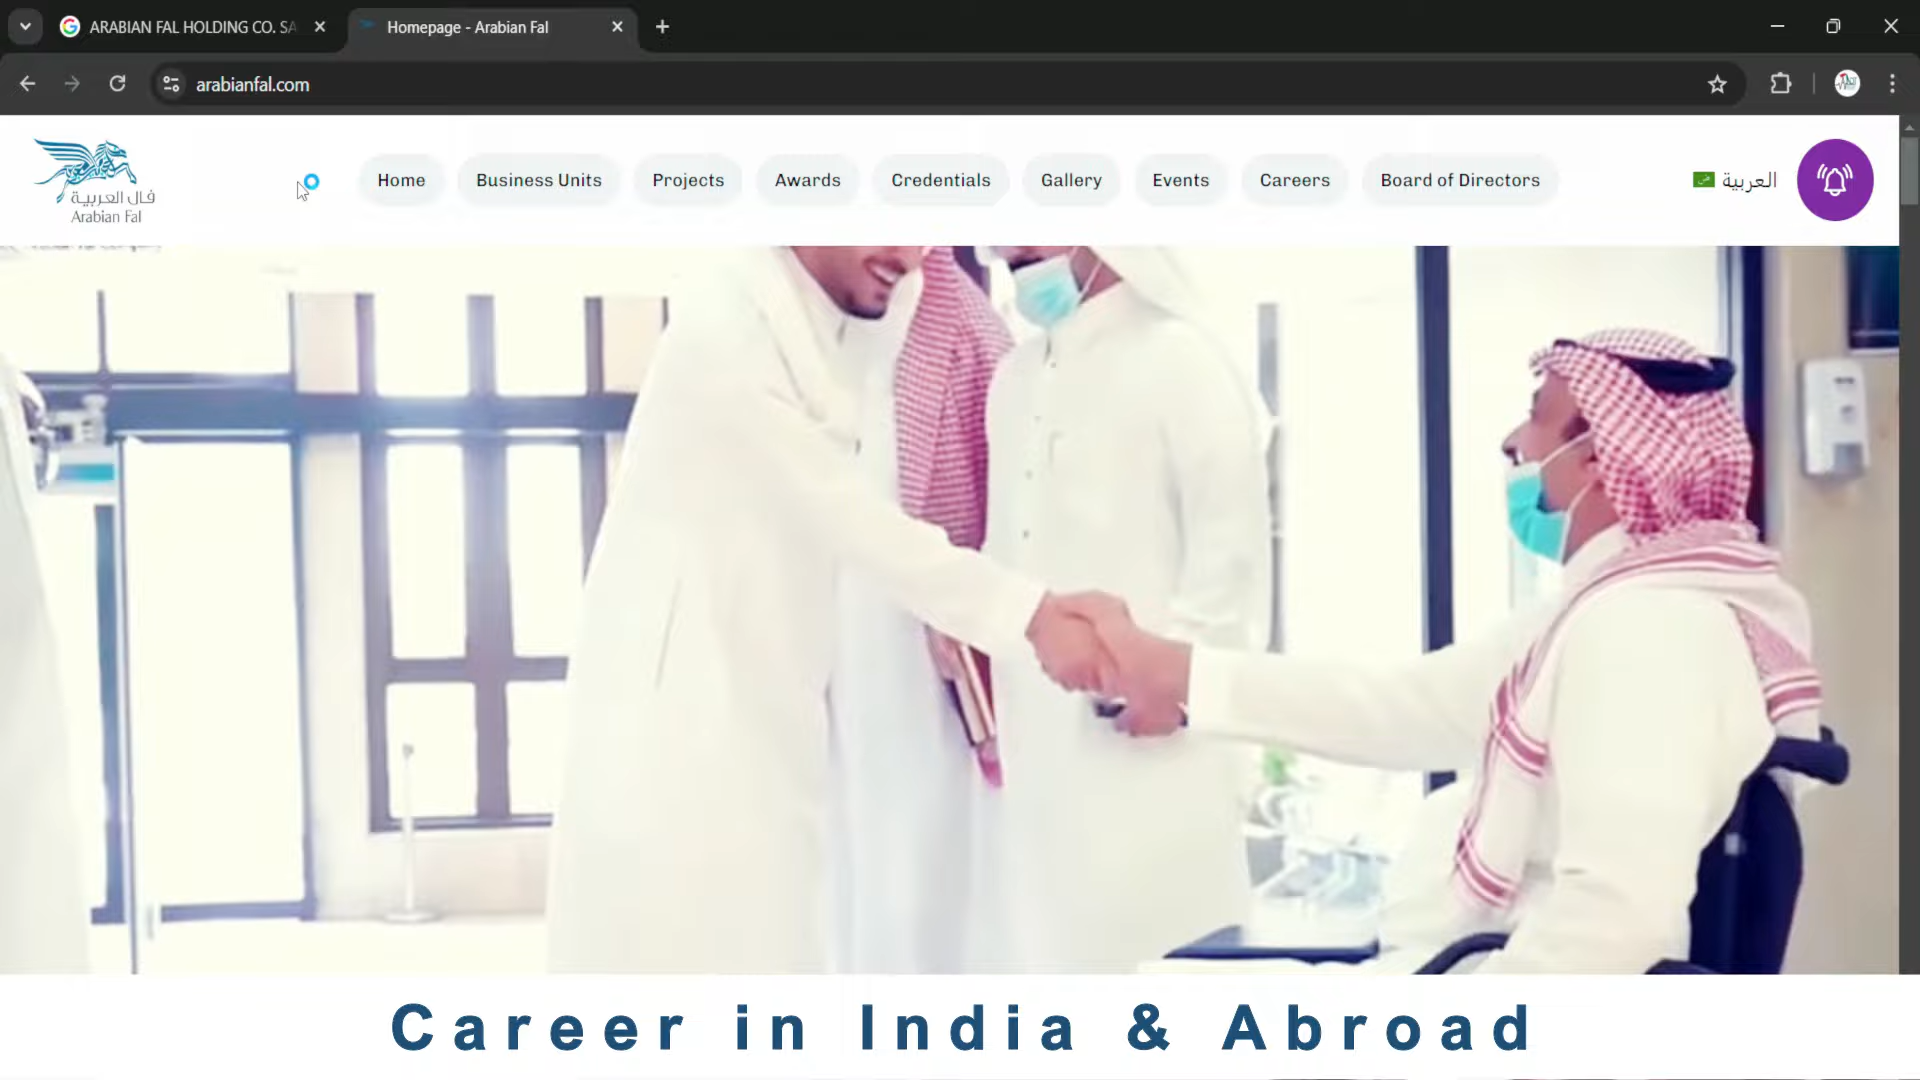 ARABIAN FAL HOLDING CO. SA
Homepage - Arabian Fal
arabianfal.com
فال العربية
Arabian Fal
Home
Business Units
Projects
Awards
Credentials
Gallery
Events
Careers
Board of Directors
العربية
Career in India & Abroad